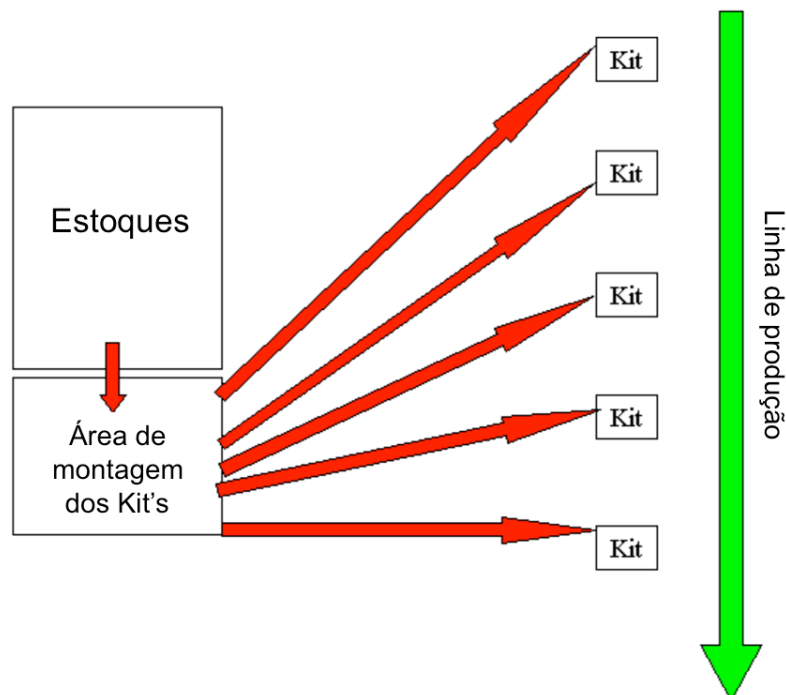 Estoques
Área de
montagem
dos Kit's
Kit
Kit
Kit
Kit
Kit
Linha de produção